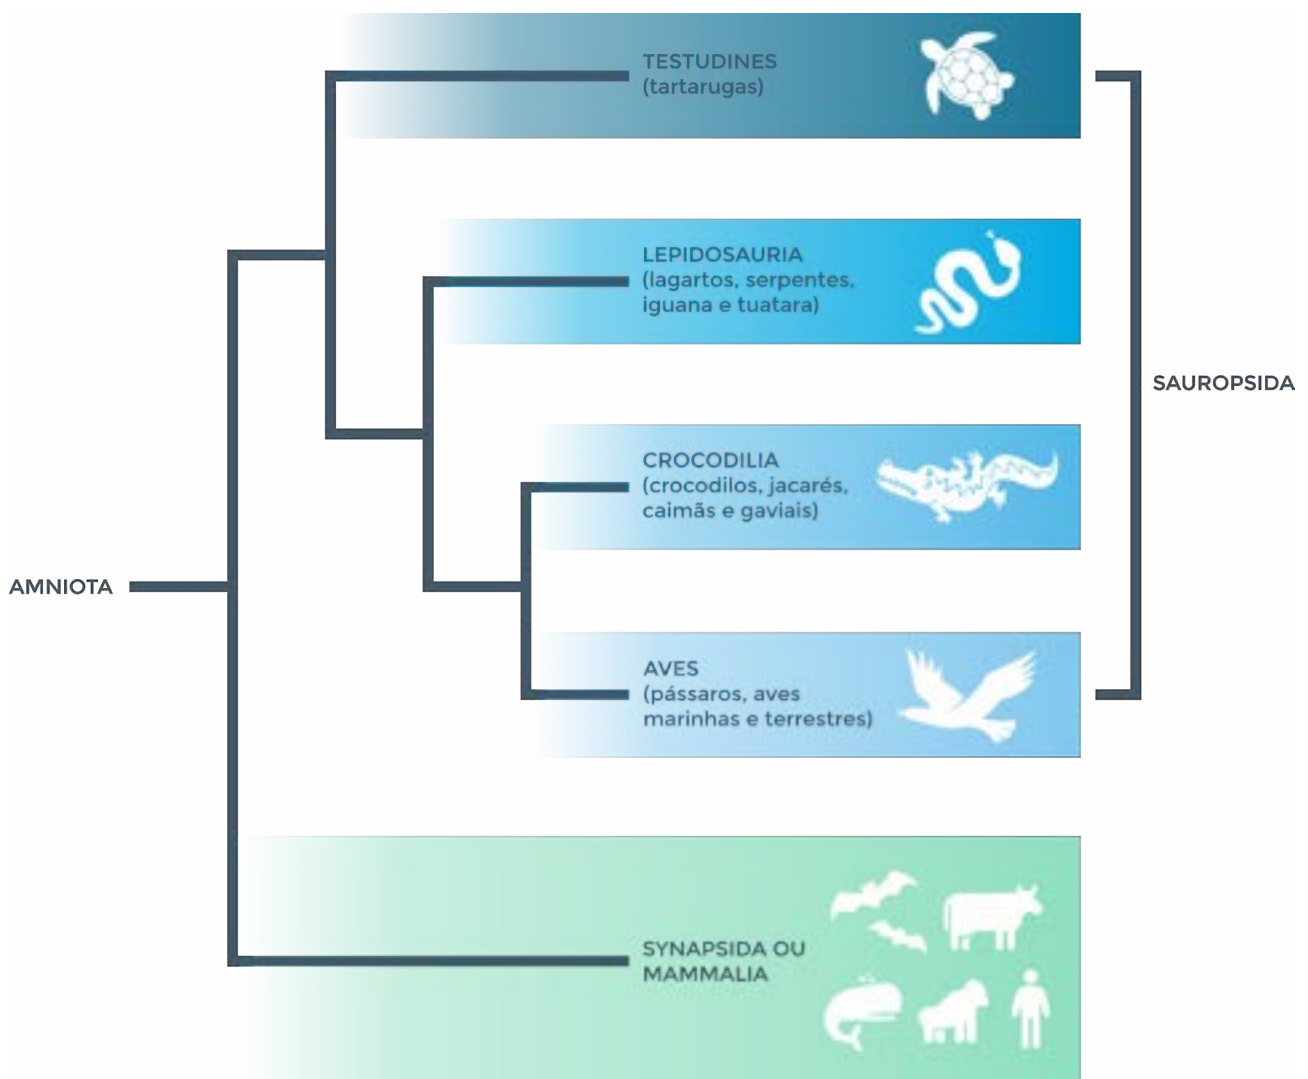 TESTUDINES
(tartarugas)
LEPIDOSAURIA
(lagartos, serpentes,
iguana e tuatara)
SAUROPSIDA
CROCODILIA
(crocodilos, jacarés,
caimãs e gaviais)
AMNIOTA
AVES
(pássaros, aves
marinhas e terrestres)
SYNAPSIDA OU
MAMMALIA